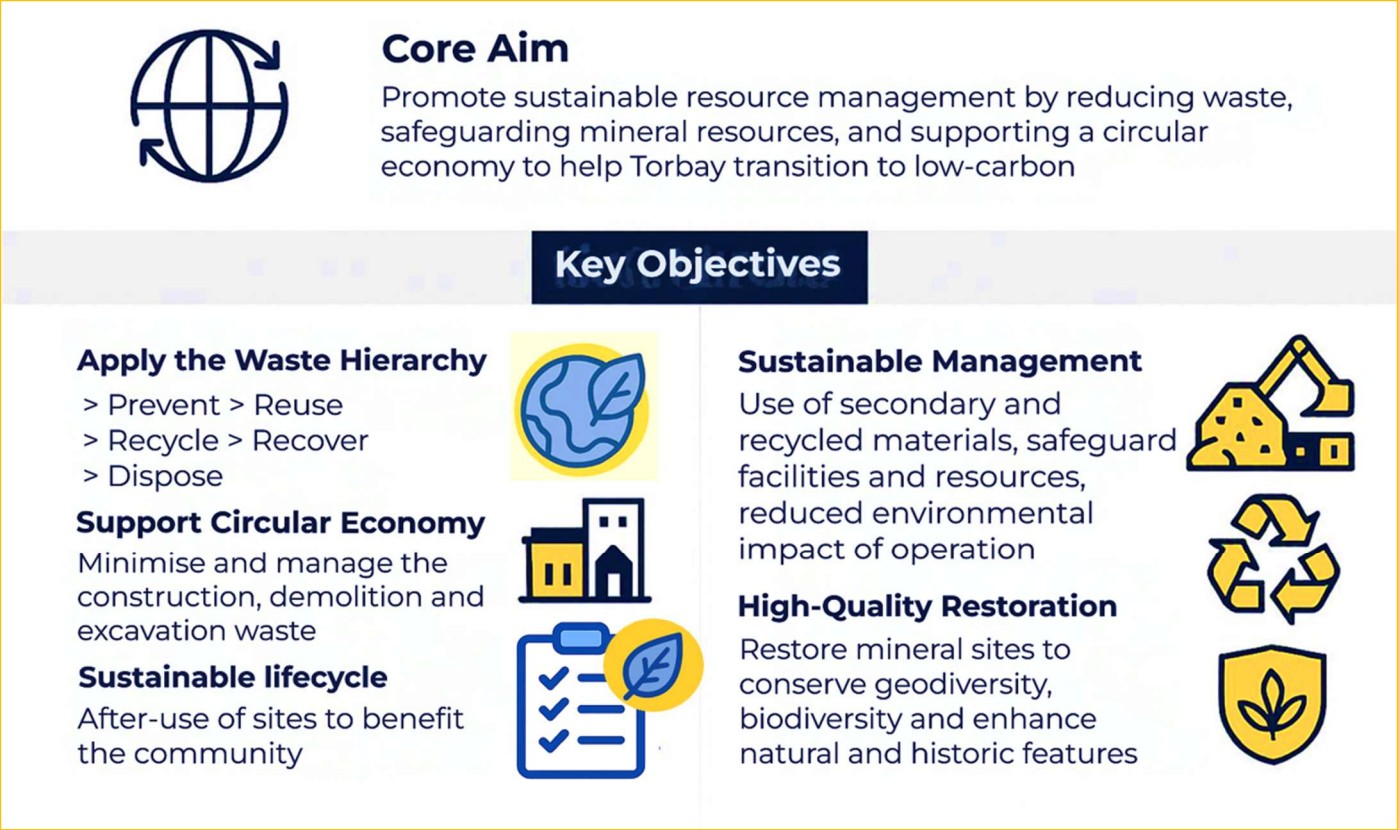 Core Aim
Promote sustainable resource management by reducing waste,
safeguarding mineral resources, and supporting a circular
economy to help Torbay transition to low-carbon
Key Objectives
Apply the Waste Hierarchy
> Prevent > Reuse
> Recycle > Recover
> Dispose
Support Circular Economy
Minimise and manage the
construction, demolition and
excavation waste
Sustainable lifecycle
After-use of sites to benefit
the community
Sustainable Management
Use of secondary and
recycled materials, safeguard
facilities and resources,
reduced environmental
impact of operation
High-Quality Restoration
Restore mineral sites to
conserve geodiversity,
biodiversity and enhance
natural and historic features